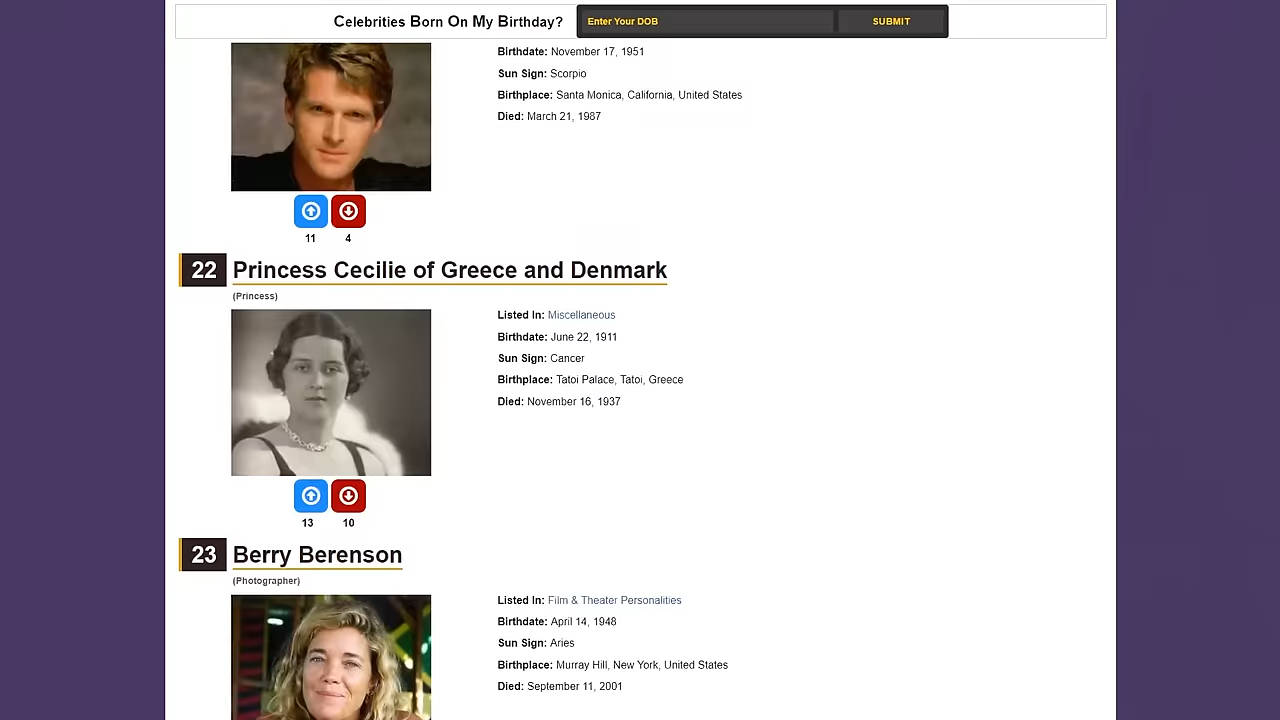 Celebrities Born On My Birthday?
Enter Your DOB
SUBMIT
Birthdate: November 17, 1951
Sun Sign: Scorpio
Birthplace: Santa Monica, California, United States
Died: March 21, 1987
11 4
22 Princess Cecilie of Greece and Denmark
(Princess)
Listed In: Miscellaneous
Birthdate: June 22, 1911
Sun Sign: Cancer
Birthplace: Tatoi Palace, Tatoi, Greece
Died: November 16, 1937
13 10
23 Berry Berenson
(Photographer)
Listed In: Film & Theater Personalities
Birthdate: April 14, 1948
Sun Sign: Aries
Birthplace: Murray Hill, New York, United States
Died: September 11, 2001